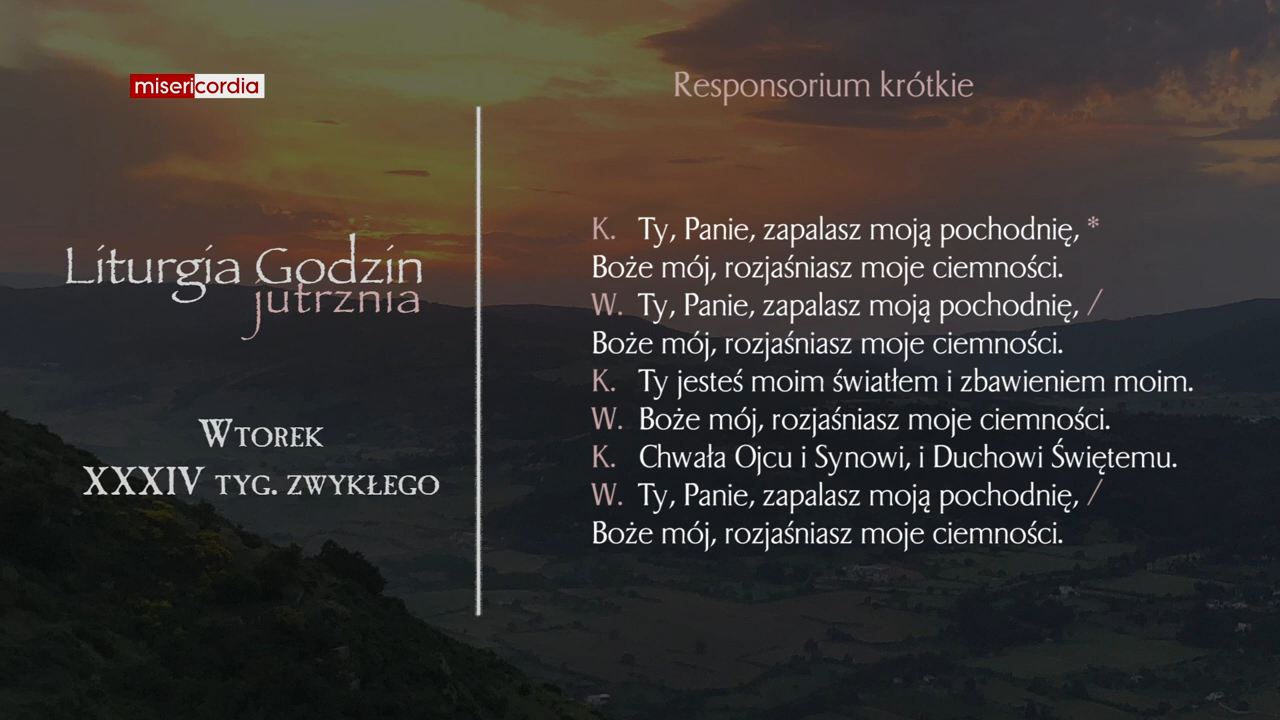 misericordia
Liturgia Godzin
jutrznia
Wtorek
XXXIV tyg. zwykłego
Responsorium krótkie
K. Ty, Panie, zapalasz moją pochodnię, *
Boże mój, rozjaśniasz moje ciemności.
W. Ty, Panie, zapalasz moją pochodnię, /
Boże mój, rozjaśniasz moje ciemności.
K. Ty jesteś moim światłem i zbawieniem moim.
W. Boże mój, rozjaśniasz moje ciemności.
K. Chwała Ojcu i Synowi, i Duchowi Świętemu.
W. Ty, Panie, zapalasz moją pochodnię, /
Boże mój, rozjaśniasz moje ciemności.